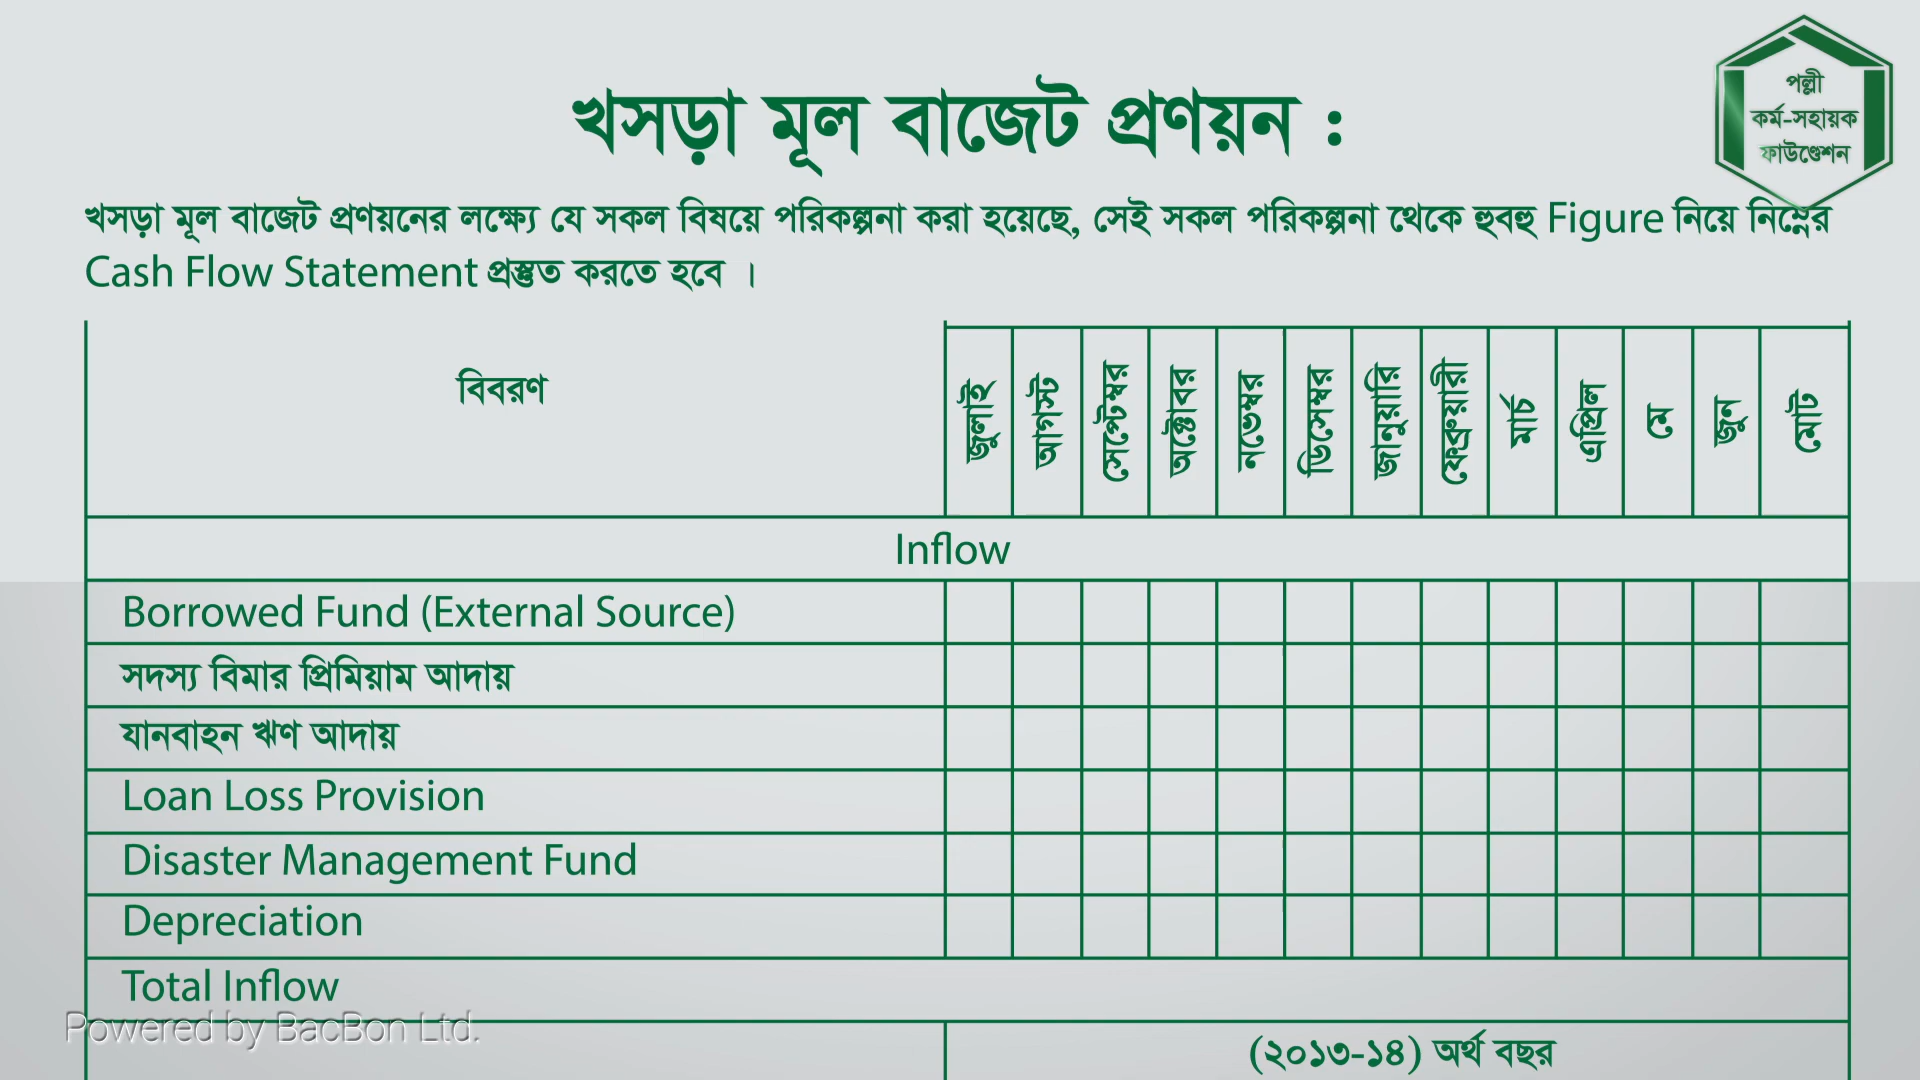 পল্লী
কর্ম-সহায়ক
ফাউণ্ডেশন
খসড়া মূল বাজেট প্রণয়ন :
খসড়া মূল বাজেট প্রণয়নের লক্ষ্যে যে সকল বিষয়ে পরিকল্পনা করা হয়েছে, সেই সকল পরিকল্পনা থেকে হুবহু Figure নিয়ে নিম্নের
Cash Flow Statement প্রস্তুত করতে হবে ।
বিবরণ জুলাই আগস্ট সেপ্টেম্বর অক্টোবর নভেম্বর ডিসেম্বর জানুয়ারি ফেব্রুয়ারী মার্চ এপ্রিল মে জুন মোট
Inflow
Borrowed Fund (External Source)
সদস্য বিমার প্রিমিয়াম আদায়
যানবাহন ঋণ আদায়
Loan Loss Provision
Disaster Management Fund
Depreciation
Total Inflow
Powered by BacBon Ltd.
(২০১৩-১৪) অর্থ বছর